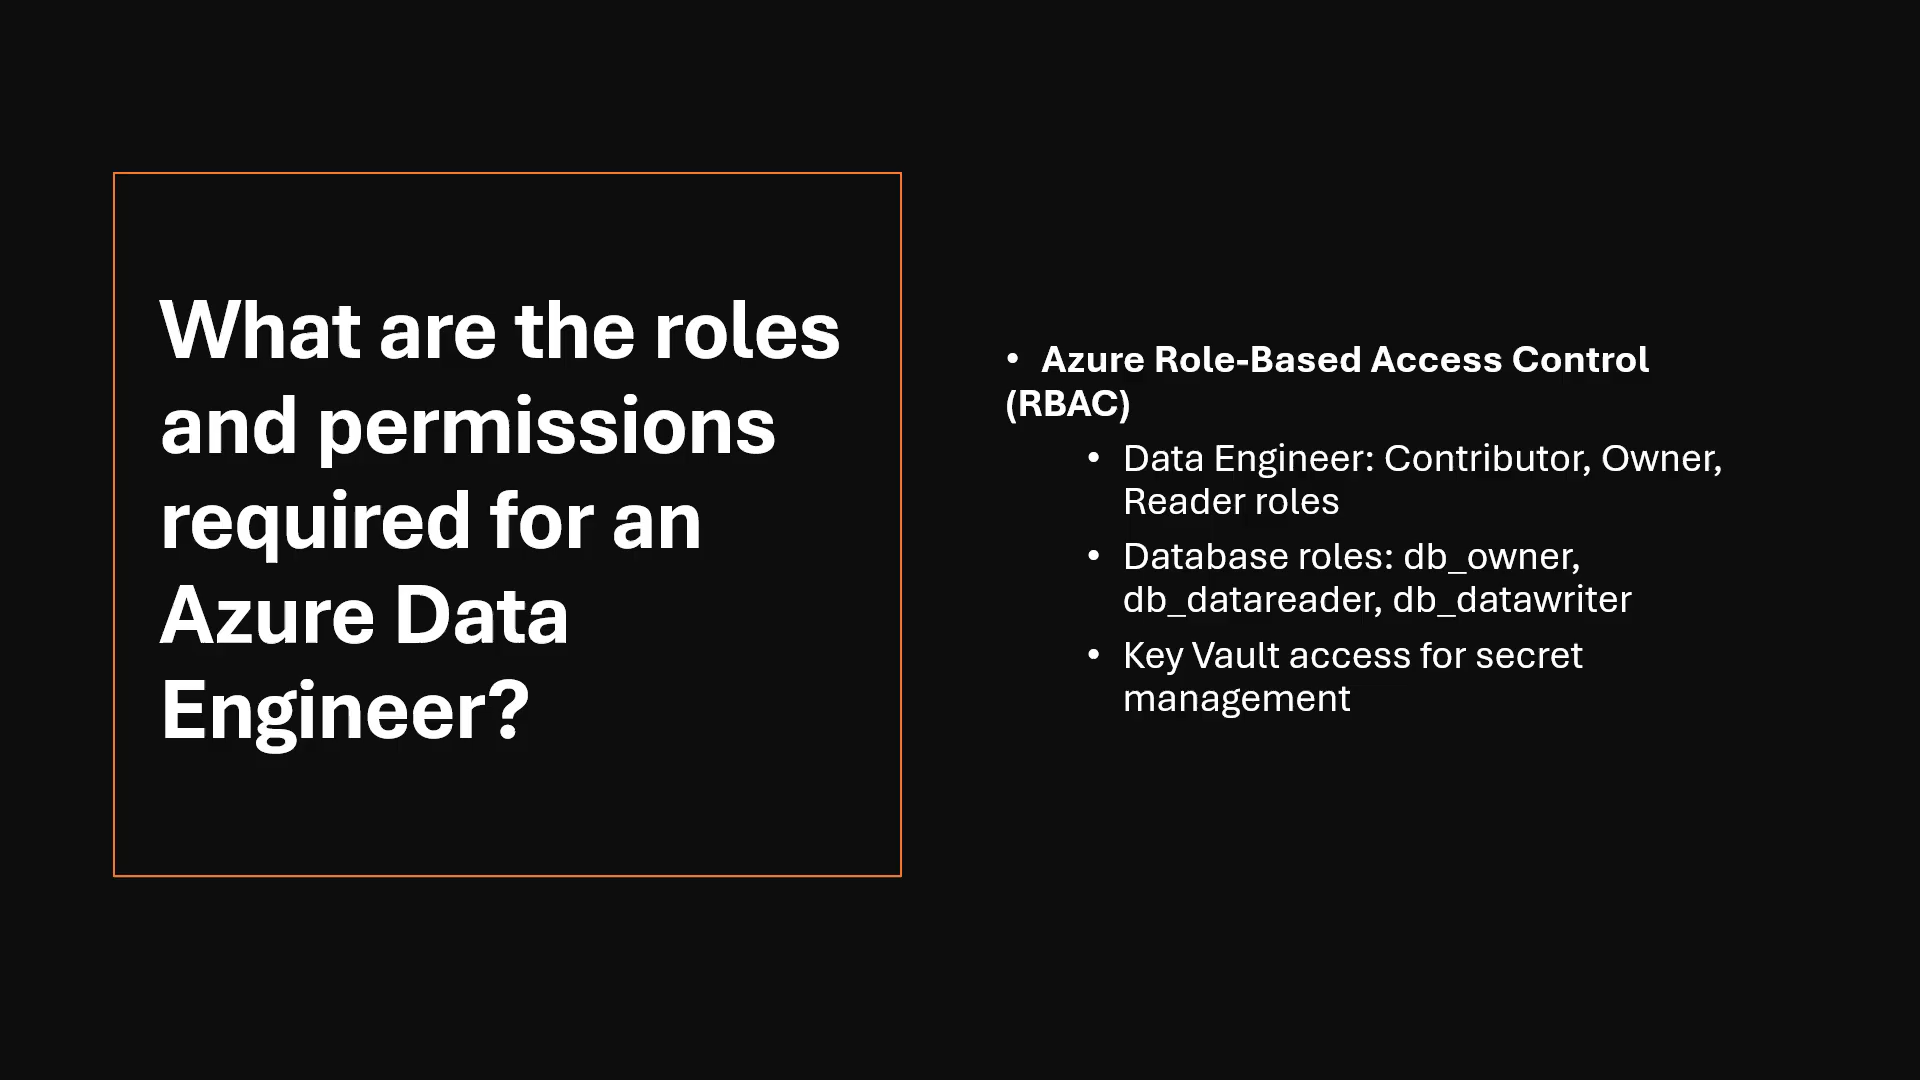 What are the roles
and permissions
required for an
Azure Data
Engineer?
• Azure Role-Based Access Control
(RBAC)
• Data Engineer: Contributor, Owner,
Reader roles
• Database roles: db_owner,
db_datareader, db_datawriter
• Key Vault access for secret
management